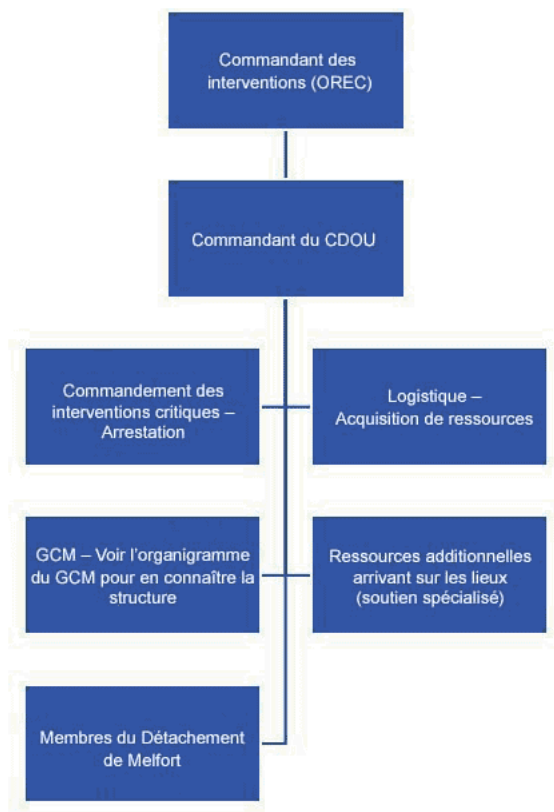 Commandant des
interventions (OREC)
Commandant du CDOU
Commandement des
interventions critiques –
Arrestation
Logistique –
Acquisition de ressources
GCM – Voir l'organigramme
du GCM pour en connaître la
structure
Ressources additionnelles
arrivant sur les lieux
(soutien spécialisé)
Membres du Détachement
de Melfort